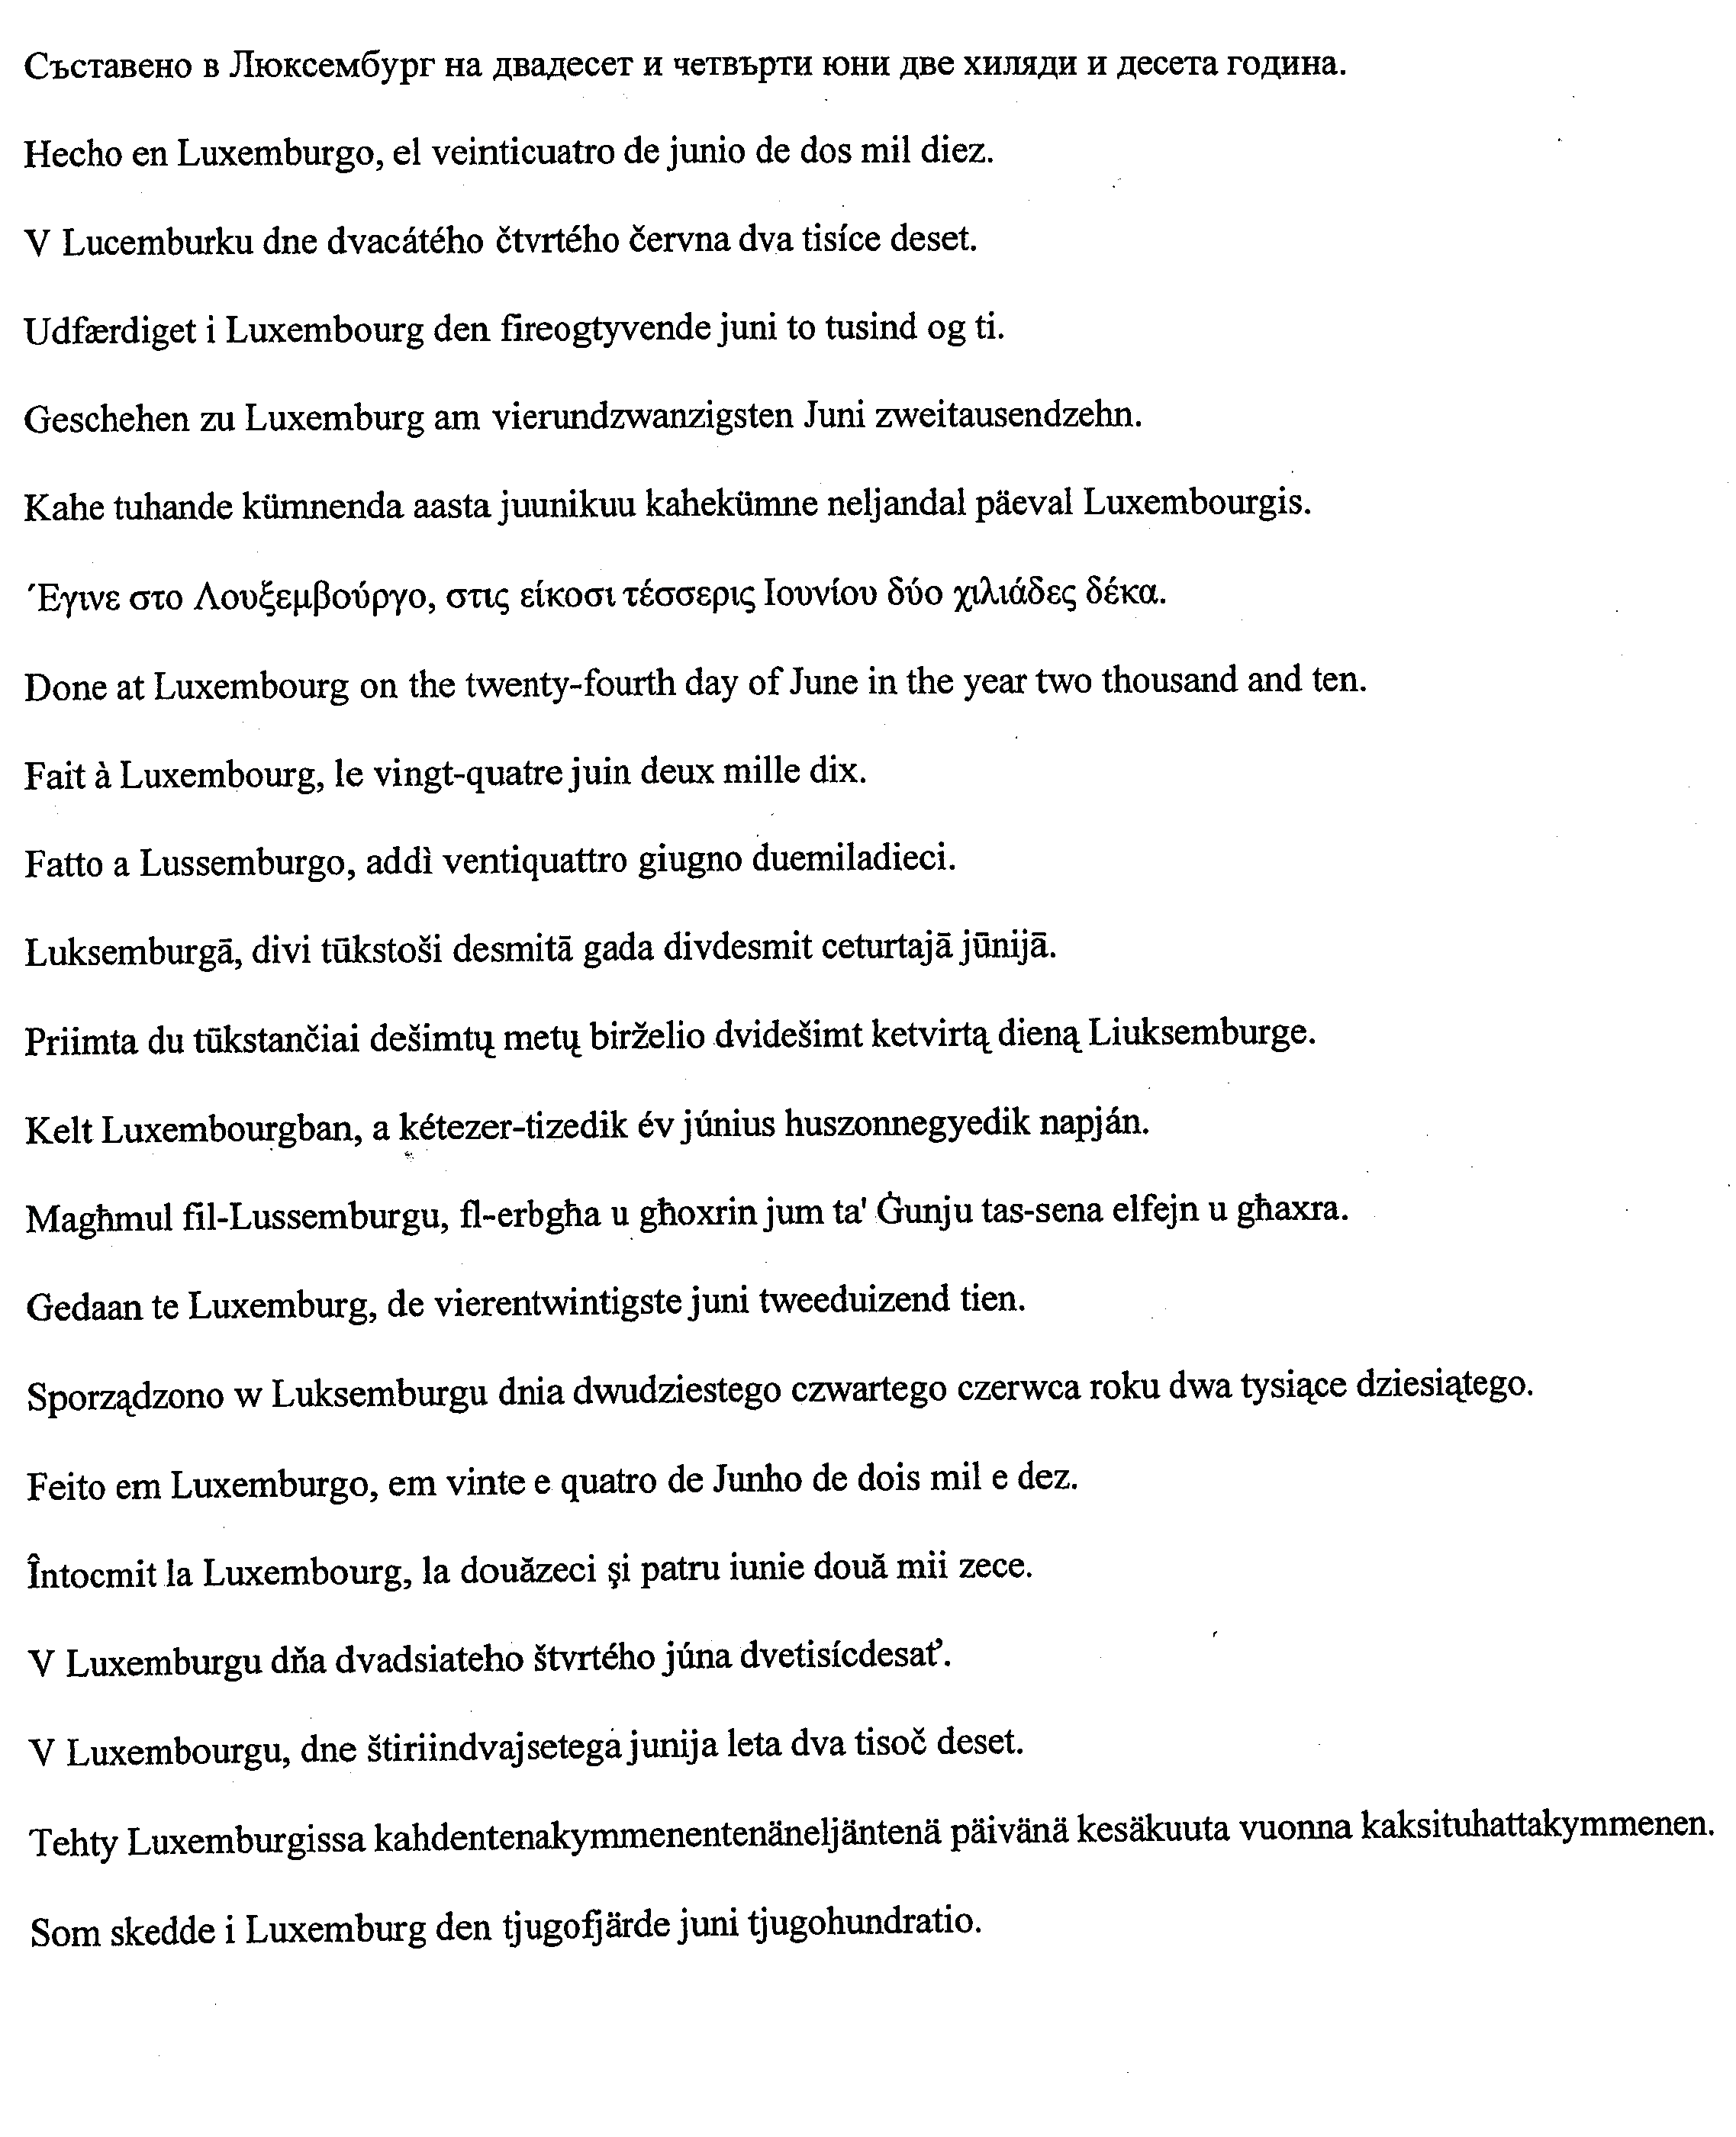 Съставено в Люксембург на двадесет и четвърти юни две хиляди и десета година.
Hecho en Luxemburgo, el veinticuatro de junio de dos mil diez.
V Lucemburku dne dvacátého čtvrtého června dva tisíce deset.
Udfærdiget i Luxembourg den fireogtyvende juni to tusind og ti.
Geschehen zu Luxemburg am vierundzwanzigsten Juni zweitausendzehn.
Kahe tuhande kümnenda aasta juunikuu kahekümne neljandal päeval Luxembourgis.
Έγινε στο Λουξεμβούργο, στις είκοσι τέσσερις Ιουνίου δύο χιλιάδες δέκα.
Done at Luxembourg on the twenty-fourth day of June in the year two thousand and ten.
Fait à Luxembourg, le vingt-quatre juin deux mille dix.
Fatto a Lussemburgo, addì ventiquattro giugno duemiladieci.
Luksemburgā, divi tūkstoši desmitā gada divdesmit ceturtajā jūnijā.
Priimta du tūkstančiai dešimtų metų birželio dvidešimt ketvirtą dieną Liuksemburge.
Kelt Luxembourgban, a kétezer-tizedik év június huszonnegyedik napján.
Magħmul fil-Lussemburgu, fl-erbgħa u għoxrin jum ta' Ġunju tas-sena elfejn u għaxra.
Gedaan te Luxemburg, de vierentwintigste juni tweeduizend tien.
Sporządzono w Luksemburgu dnia dwudziestego czwartego czerwca roku dwa tysiące dziesiątego.
Feito em Luxemburgo, em vinte e quatro de Junho de dois mil e dez.
Întocmit la Luxembourg, la douăzeci şi patru iunie două mii zece.
V Luxemburgu dňa dvadsiateho štvrtého júna dvetisícdesať.
V Luxembourgu, dne štiriindvajsetega junija leta dva tisoč deset.
Tehty Luxemburgissa kahdentenakymmenentenäneljäntenä päivänä kesäkuuta vuonna kaksituhattakymmenen.
Som skedde i Luxemburg den tjugofjärde juni tjugohundratio.